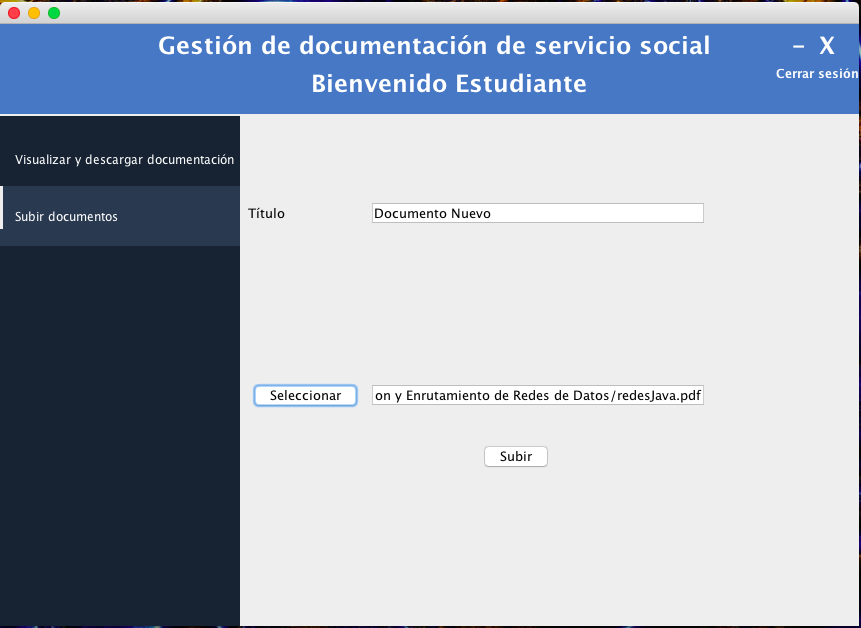 Gestión de documentación de servicio social
– X
Bienvenido Estudiante
Cerrar sesión
Visualizar y descargar documentación
Subir documentos
Título
Documento Nuevo
Seleccionar
on y Enrutamiento de Redes de Datos/redesJava.pdf
Subir